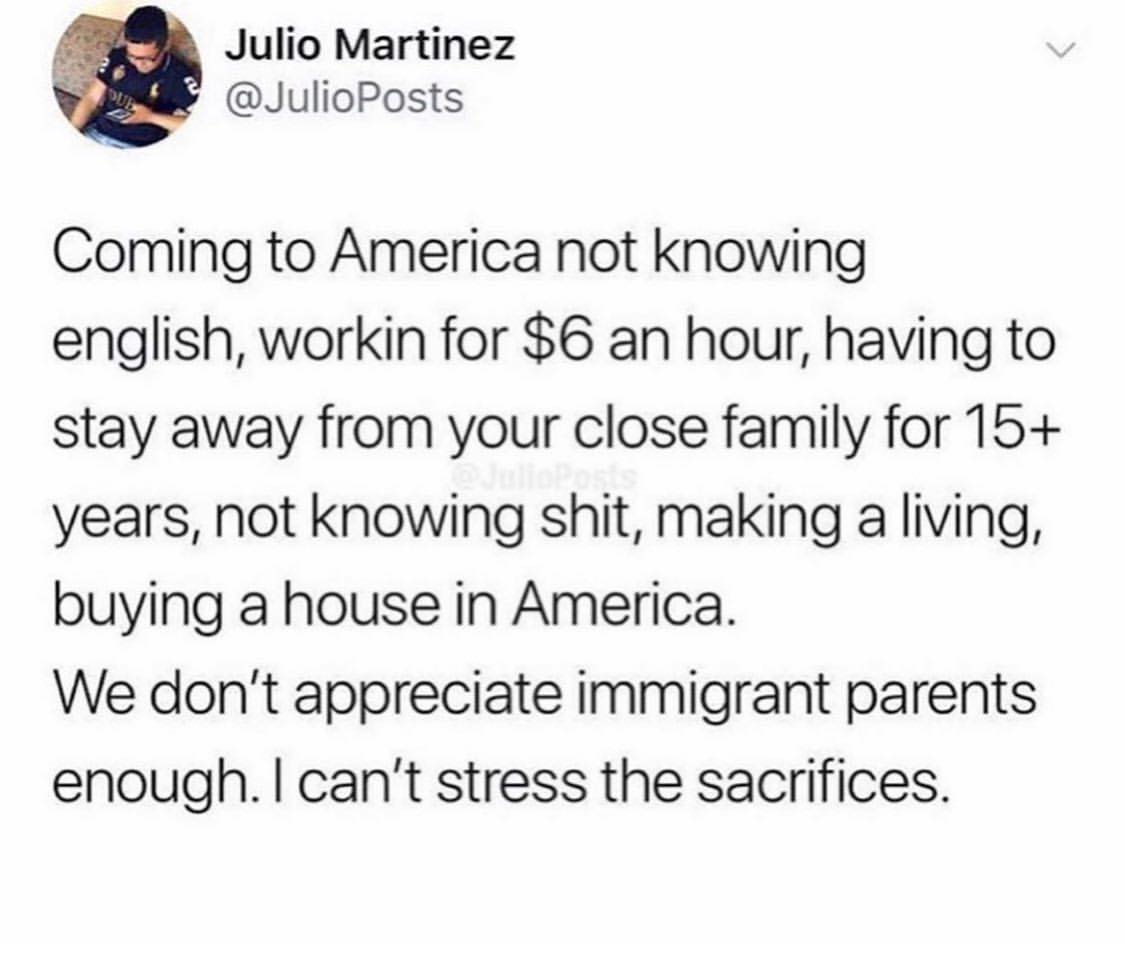 Julio Martinez
@JulioPosts
Coming to America not knowing
english, workin for $6 an hour, having to
stay away from your close family for 15+
@JulioPosts
years, not knowing shit, making a living,
buying a house in America.
We don't appreciate immigrant parents
enough. I can't stress the sacrifices.